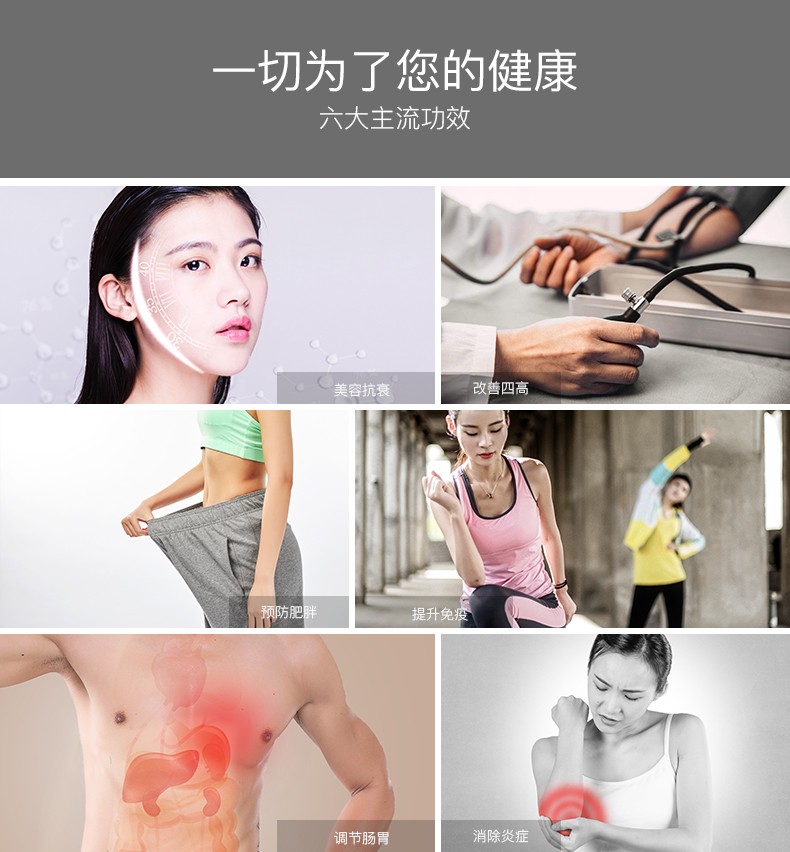 一切为了您的健康
六大主流功效
美容抗衰
改善四高
预防肥胖
提升免疫
调节肠胃
消除炎症